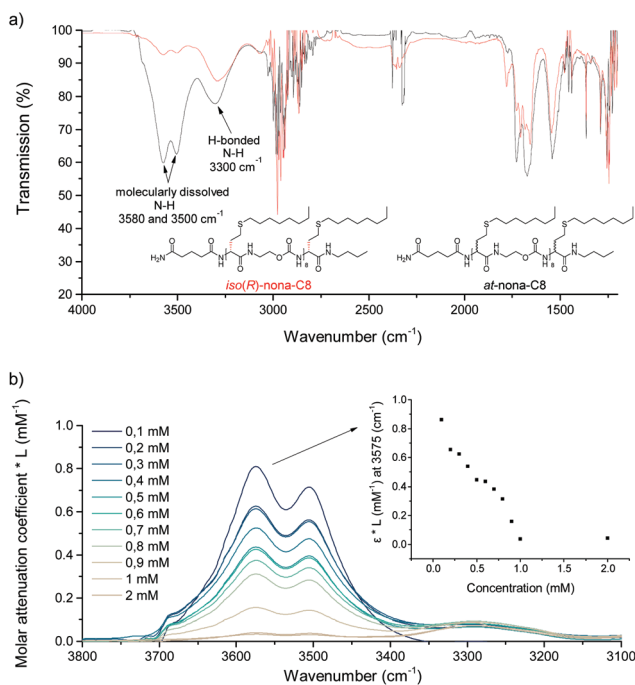 a)
Transmission (%)
100
90
80
70
60
50
40
30
20
H-bonded
N-H
3300 cm⁻¹
molecularly dissolved
N-H
3580 and 3500 cm⁻¹
S
S
O
O
H
N
O
H
N
O
H₂N
N
H
O
O
N
H
8
O
iso(R)-nona-C8
S
S
O
O
H
N
O
H
N
O
H₂N
N
H
O
O
N
H
8
O
at-nona-C8
4000 3500 3000 2500 2000 1500
Wavenumber (cm⁻¹)
b)
Molar attenuation coefficient * L (mM⁻¹)
1.0
0.8
0.6
0.4
0.2
0.0
0,1 mM
0,2 mM
0,3 mM
0,4 mM
0,5 mM
0,6 mM
0,7 mM
0,8 mM
0,9 mM
1 mM
2 mM
ε * L (mM⁻¹) at 3575 (cm⁻¹)
1.0
0.8
0.6
0.4
0.2
0.0
0.0 0.5 1.0 1.5 2.0
Concentration (mM)
3800 3700 3600 3500 3400 3300 3200 3100
Wavenumber (cm⁻¹)